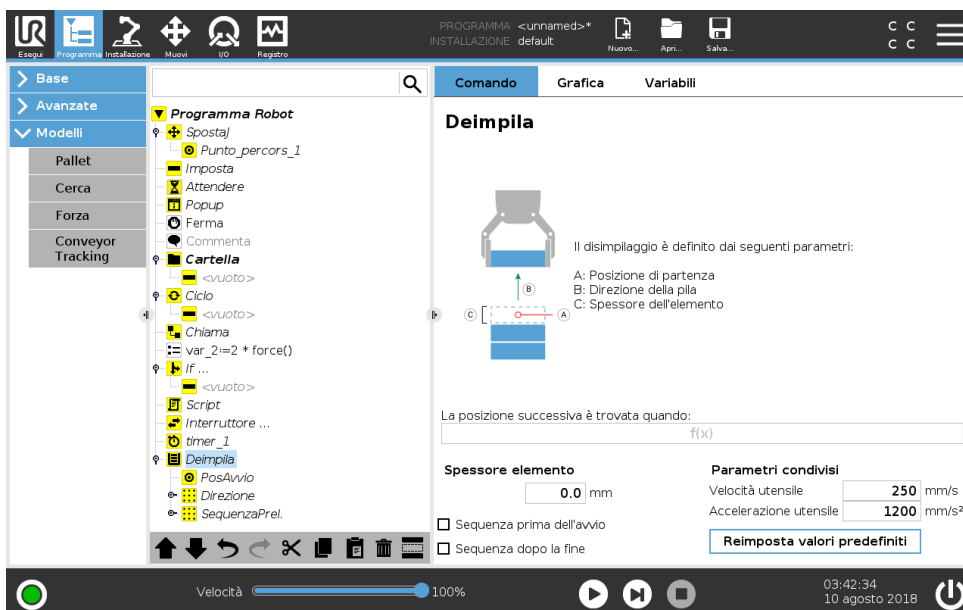 UR
Esegui
Programma
Installazione
Muovi
I/O
Registro
PROGRAMMA <unnamed>*
INSTALLAZIONE default
Nuovo...
Apri...
Salva...
C C
C C
Base
Avanzate
Modelli
Pallet
Cerca
Forza
Conveyor
Tracking
Programma Robot
SpostaJ
Punto_percors_1
Imposta
Attendere
Popup
Ferma
Commenta
Cartella
<vuoto>
Ciclo
<vuoto>
Chiama
var_2:=2 * force()
If ...
<vuoto>
Script
Interruttore ...
timer_1
Deimpila
PosAvvio
Direzione
SequenzaPrel.
Comando
Grafica
Variabili
Deimpila
Il disimpilaggio è definito dai seguenti parametri:
A: Posizione di partenza
B: Direzione della pila
C: Spessore dell'elemento
B
C
A
La posizione successiva è trovata quando:
f(x)
Spessore elemento
0.0 mm
Sequenza prima dell'avvio
Sequenza dopo la fine
Parametri condivisi
Velocità utensile 250 mm/s
Accelerazione utensile 1200 mm/s²
Reimposta valori predefiniti
Velocità
100%
03:42:34
10 agosto 2018